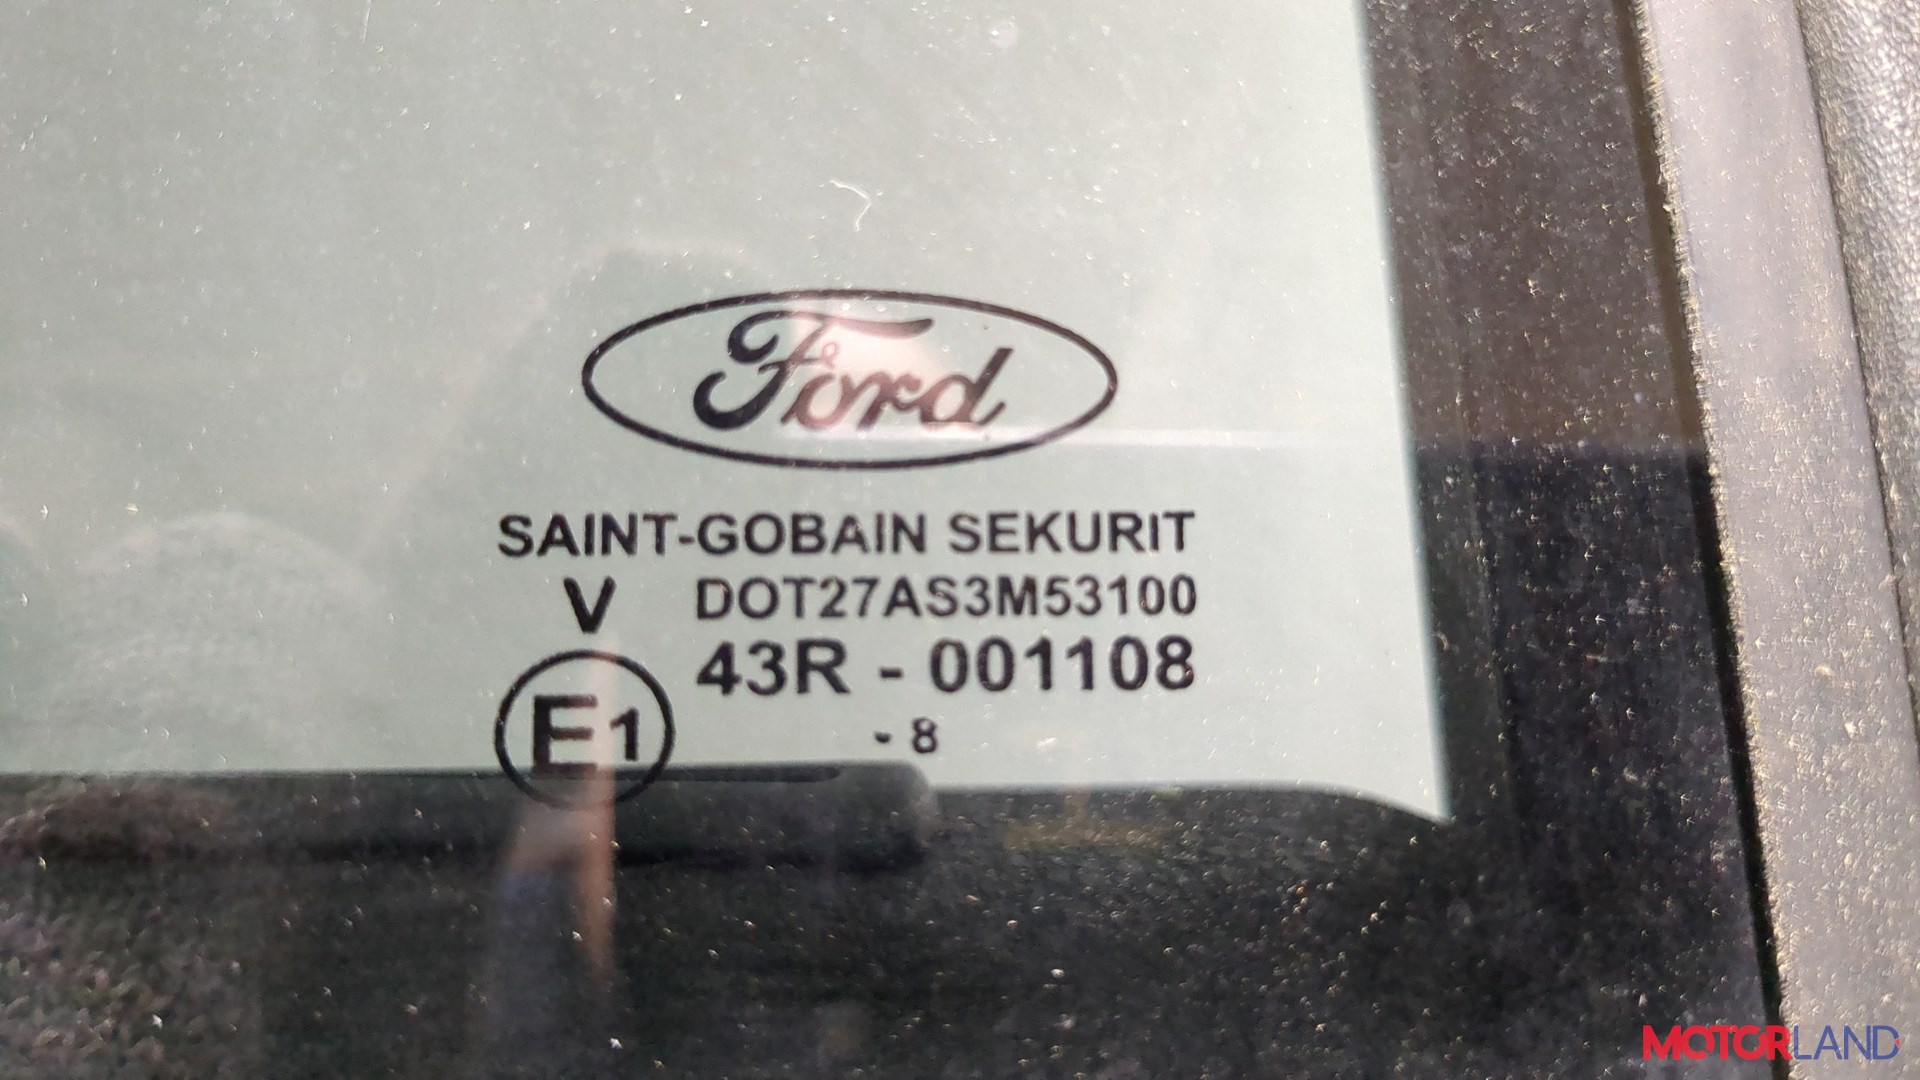 Ford
SAINT-GOBAIN SEKURIT
V DOT27AS3M53100
E1 43R - 001108
- 8
MOTORLAND